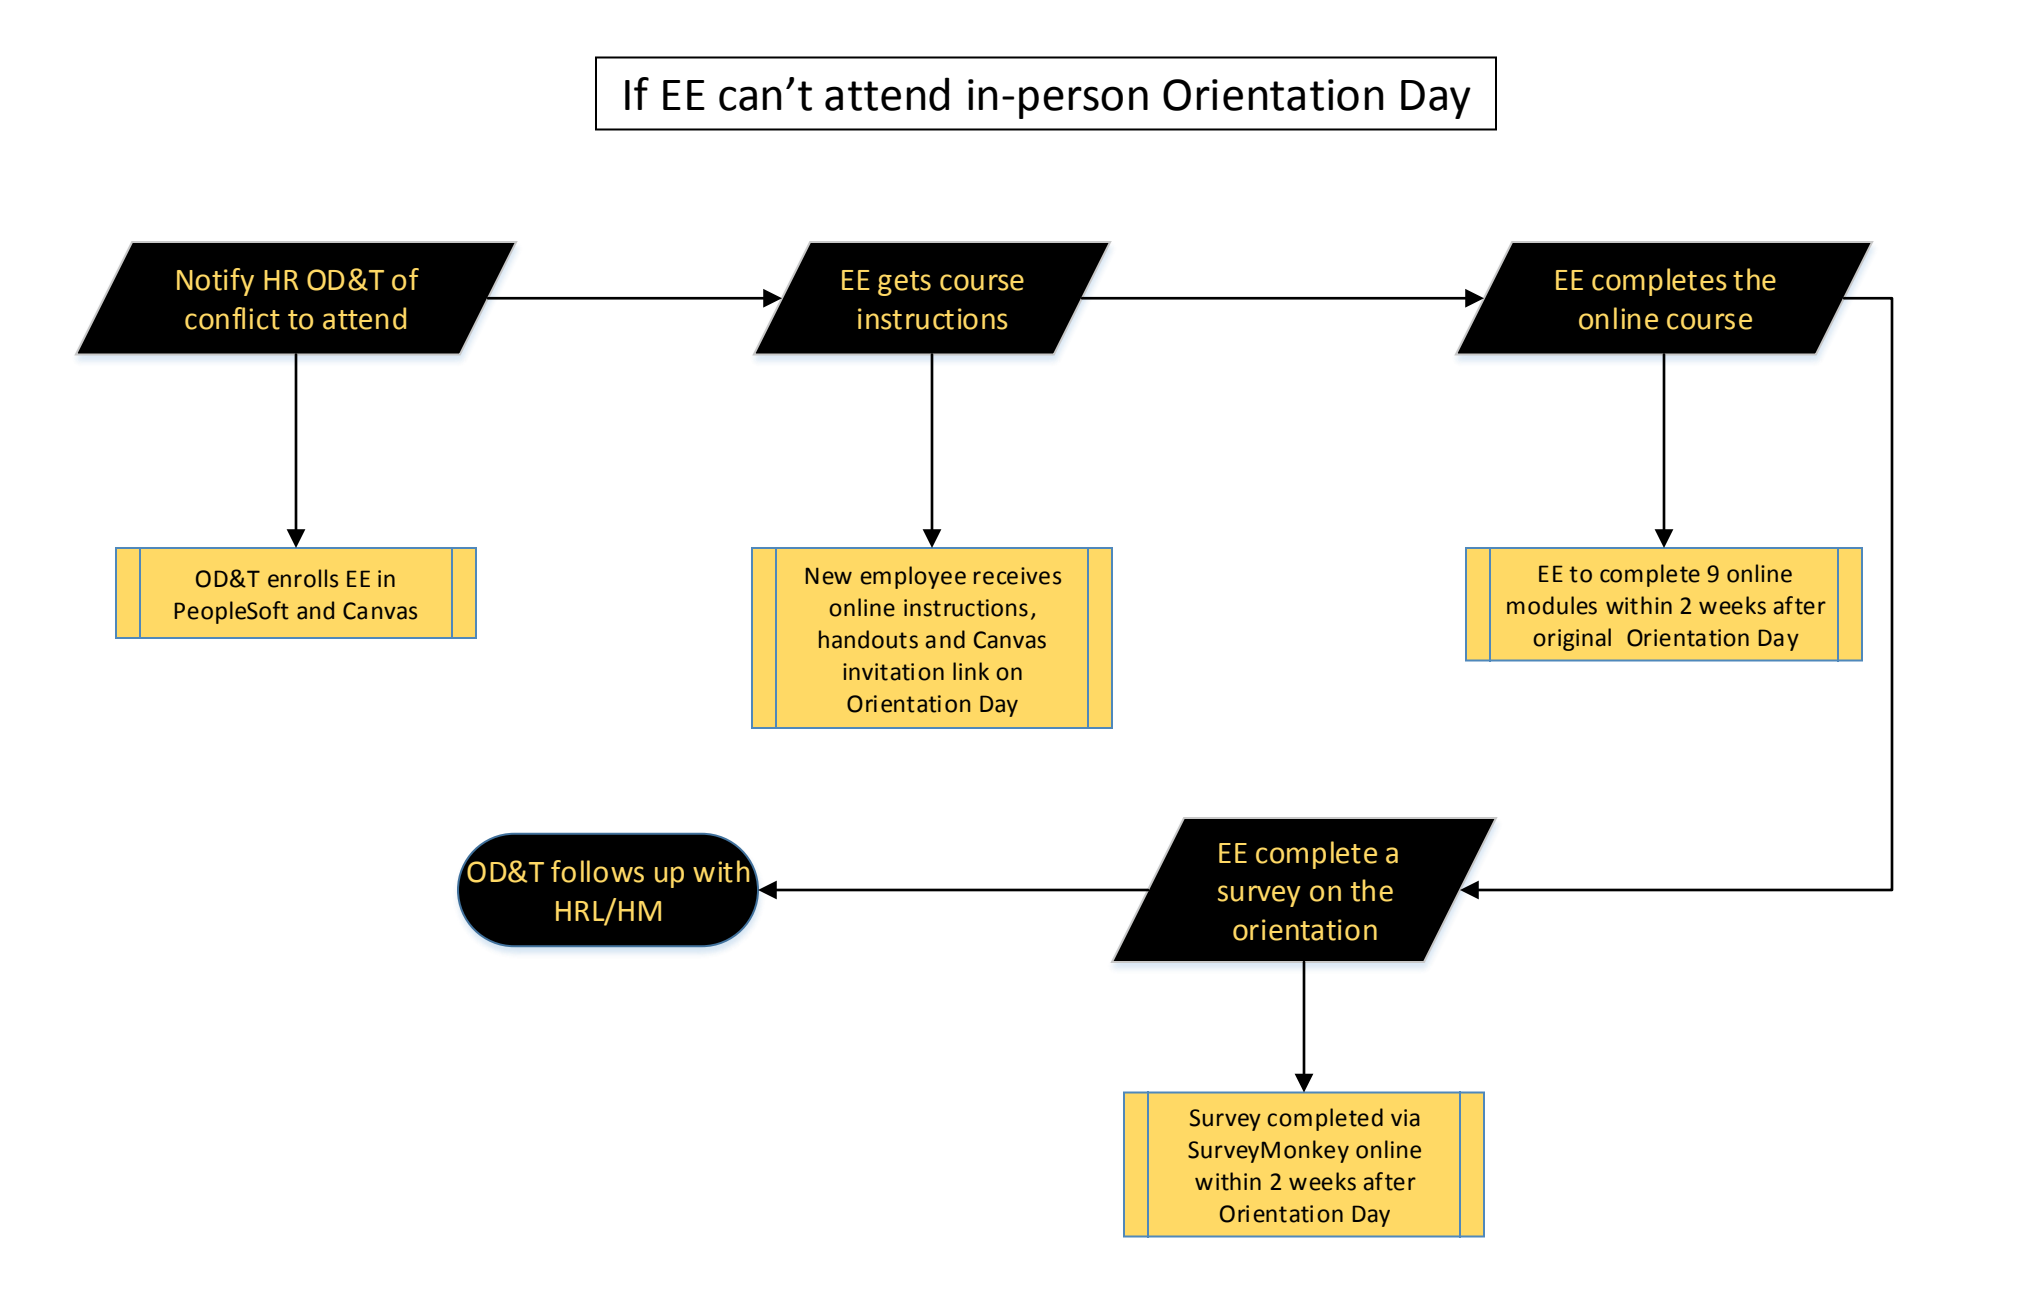 If EE can’t attend in-person Orientation Day
Notify HR OD&T of
conflict to attend
EE gets course
instructions
EE completes the
online course
OD&T enrolls EE in
PeopleSoft and Canvas
New employee receives
online instructions,
handouts and Canvas
invitation link on
Orientation Day
EE to complete 9 online
modules within 2 weeks after
original  Orientation Day
OD&T follows up with
HRL/HM
EE complete a
survey on the
orientation
Survey completed via
SurveyMonkey online
within 2 weeks after
Orientation Day